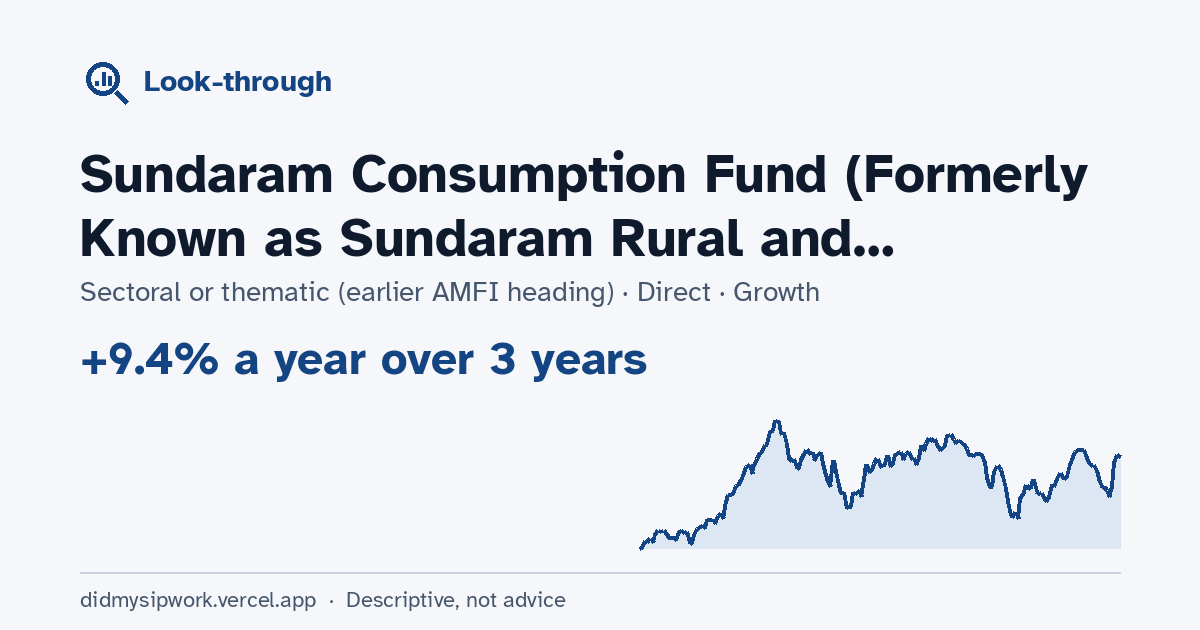 Look-through
Sundaram Consumption Fund (Formerly
Known as Sundaram Rural and...
Sectoral or thematic (earlier AMFI heading) · Direct · Growth
+9.4% a year over 3 years
didmysipwork.vercel.app · Descriptive, not advice